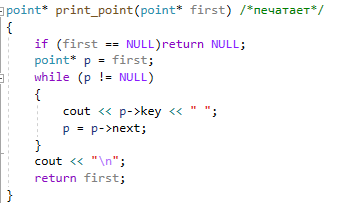 point* print_point(point* first) /*печатает*/
{
if (first == NULL)return NULL;
point* p = first;
while (p != NULL)
{
cout << p->key << " ";
p = p->next;
}
cout << "\n";
return first;
}